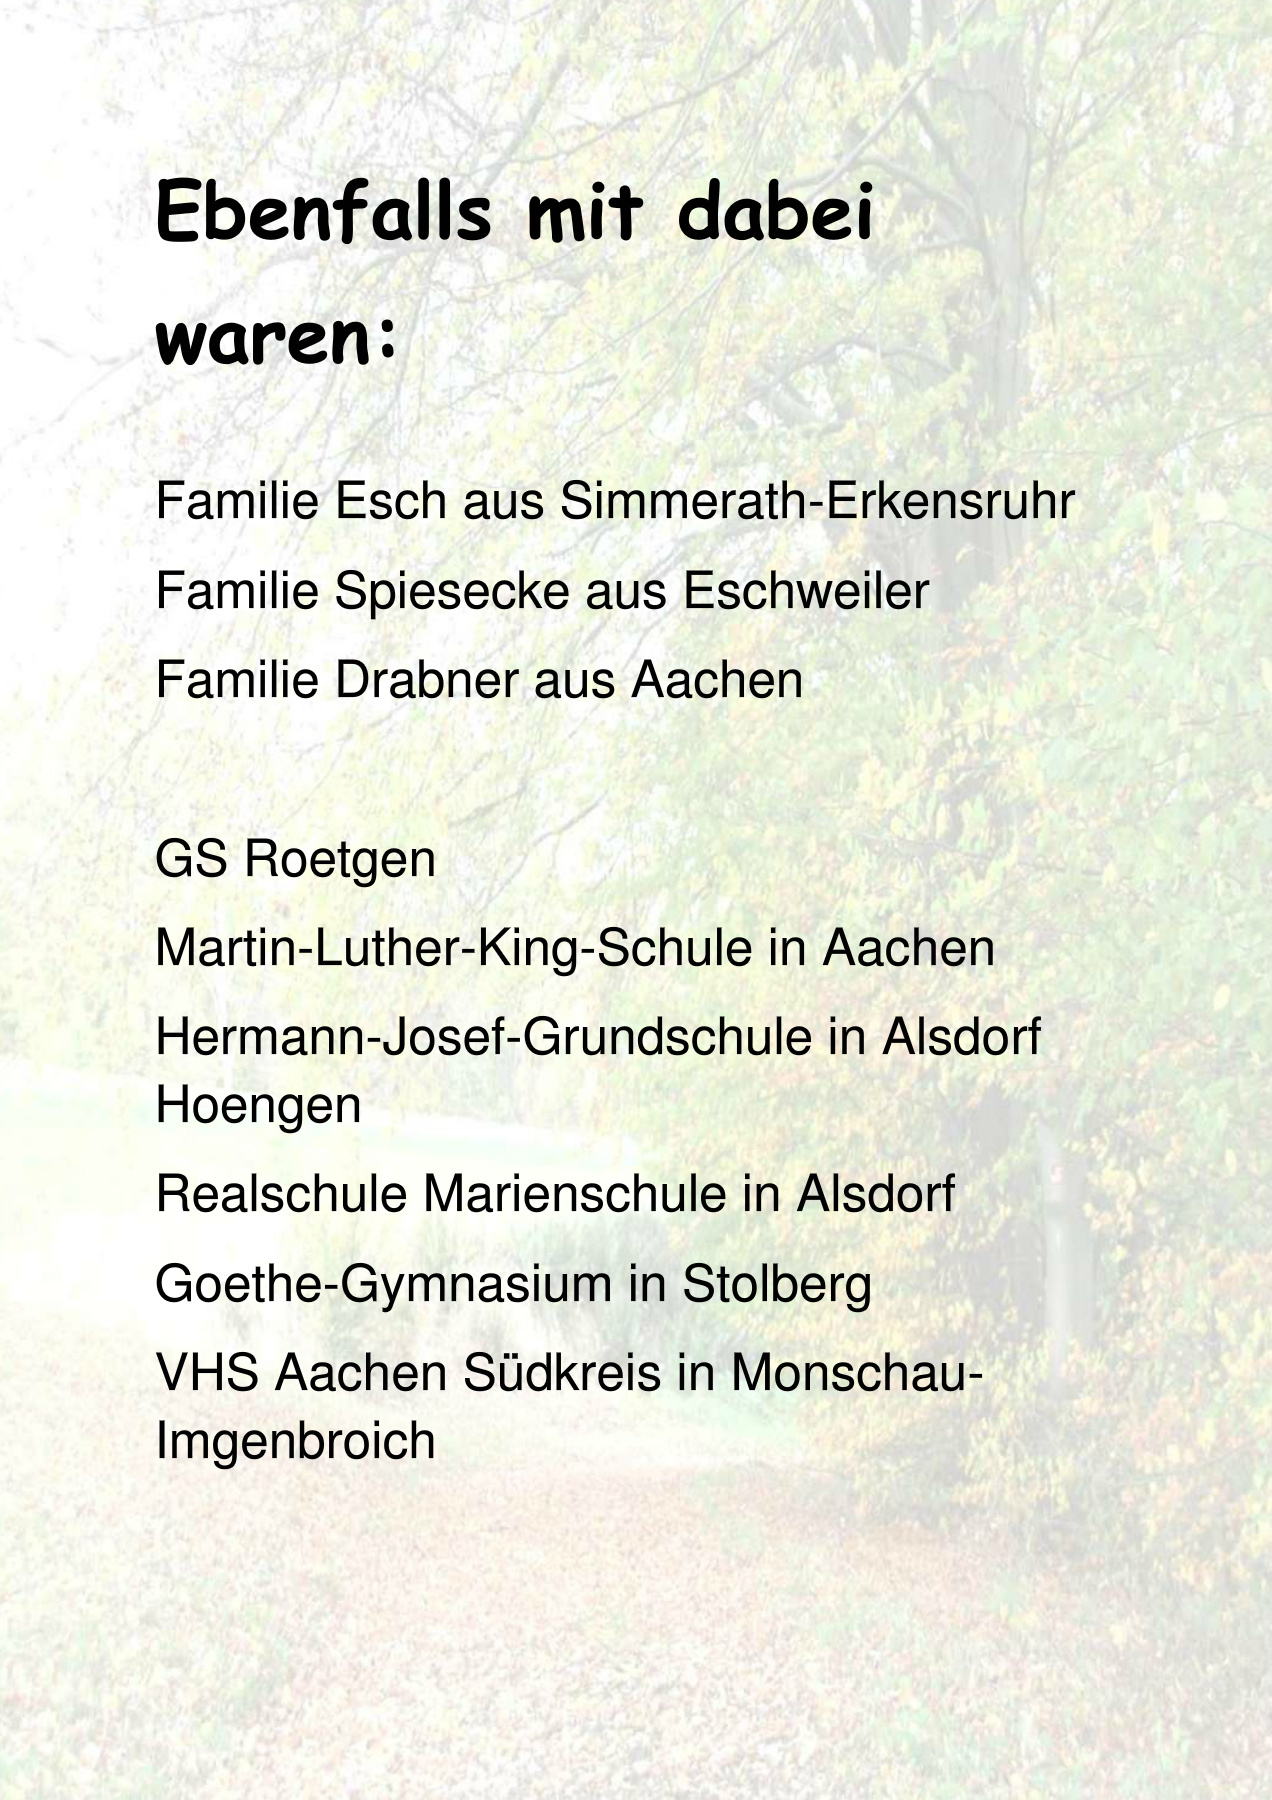 Ebenfalls mit dabei
waren:
Familie Esch aus Simmerath-Erkensruhr
Familie Spiesecke aus Eschweiler
Familie Drabner aus Aachen
GS Roetgen
Martin-Luther-King-Schule in Aachen
Hermann-Josef-Grundschule in Alsdorf
Hoengen
Realschule Marienschule in Alsdorf
Goethe-Gymnasium in Stolberg
VHS Aachen Südkreis in Monschau-
Imgenbroich